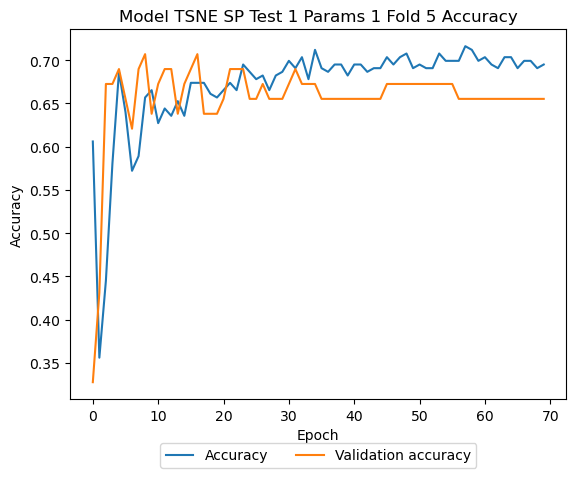 Model TSNE SP Test 1 Params 1 Fold 5 Accuracy
0.70
0.65
0.60
0.55
0.50
0.45
0.40
0.35
Accuracy
0 10 20 30 40 50 60 70
Epoch
Accuracy Validation accuracy